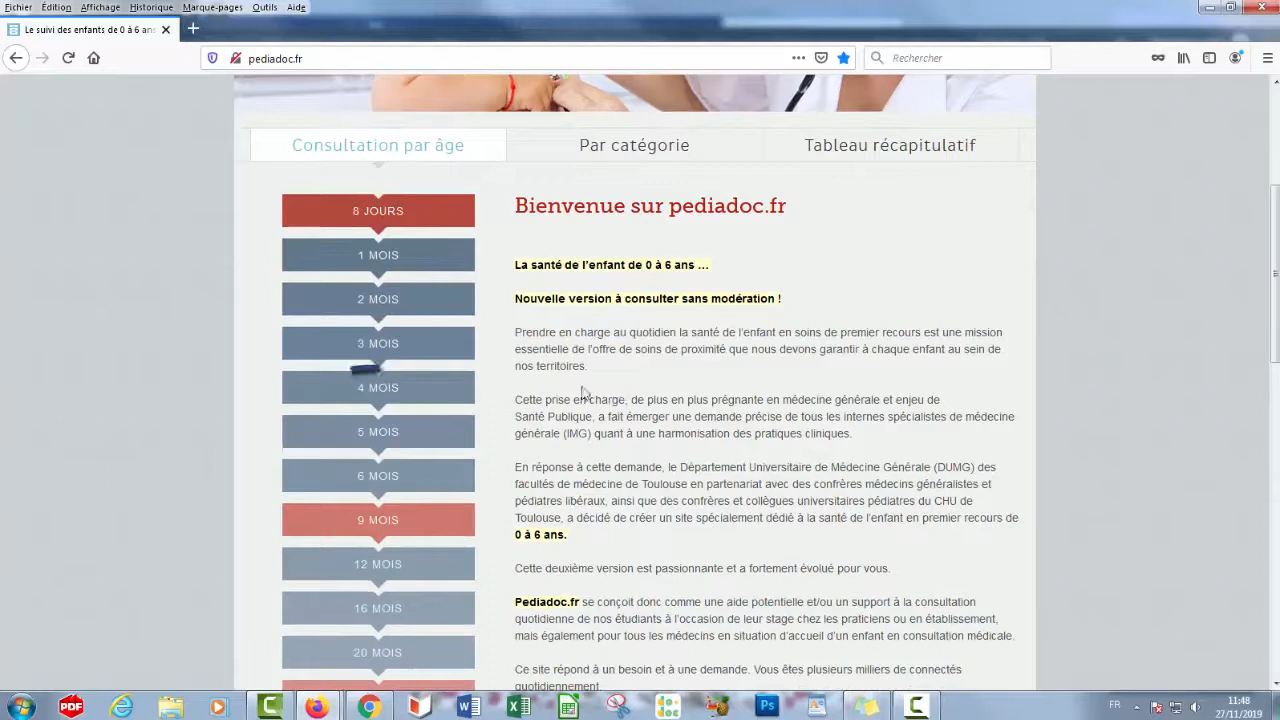 Fichier Édition Affichage Historique Marque-pages Outils Aide
Le suivi des enfants de 0 à 6 ans
pediadoc.fr
Rechercher
Consultation par âge
Par catégorie
Tableau récapitulatif
8 JOURS
1 MOIS
2 MOIS
3 MOIS
4 MOIS
5 MOIS
6 MOIS
9 MOIS
12 MOIS
16 MOIS
20 MOIS
Bienvenue sur pediadoc.fr
La santé de l'enfant de 0 à 6 ans ...
Nouvelle version à consulter sans modération !
Prendre en charge au quotidien la santé de l'enfant en soins de premier recours est une mission
essentielle de l'offre de soins de proximité que nous devons garantir à chaque enfant au sein de
nos territoires.
Cette prise en charge, de plus en plus prégnante en médecine générale et enjeu de
Santé Publique, a fait émerger une demande précise de tous les internes spécialistes de médecine
générale (IMG) quant à une harmonisation des pratiques cliniques.
En réponse à cette demande, le Département Universitaire de Médecine Générale (DUMG) des
facultés de médecine de Toulouse en partenariat avec des confrères médecins généralistes et
pédiatres libéraux, ainsi que des confrères et collègues universitaires pédiatres du CHU de
Toulouse, a décidé de créer un site spécialement dédié à la santé de l'enfant en premier recours de
0 à 6 ans.
Cette deuxième version est passionnante et a fortement évolué pour vous.
Pediadoc.fr se conçoit donc comme une aide potentielle et/ou un support à la consultation
quotidienne de nos étudiants à l'occasion de leur stage chez les praticiens ou en établissement,
mais également pour tous les médecins en situation d'accueil d'un enfant en consultation médicale.
Ce site répond à un besoin et à une demande. Vous êtes plusieurs milliers de connectés
quotidiennement.
PDF
Ps
FR
11:48
27/11/2019